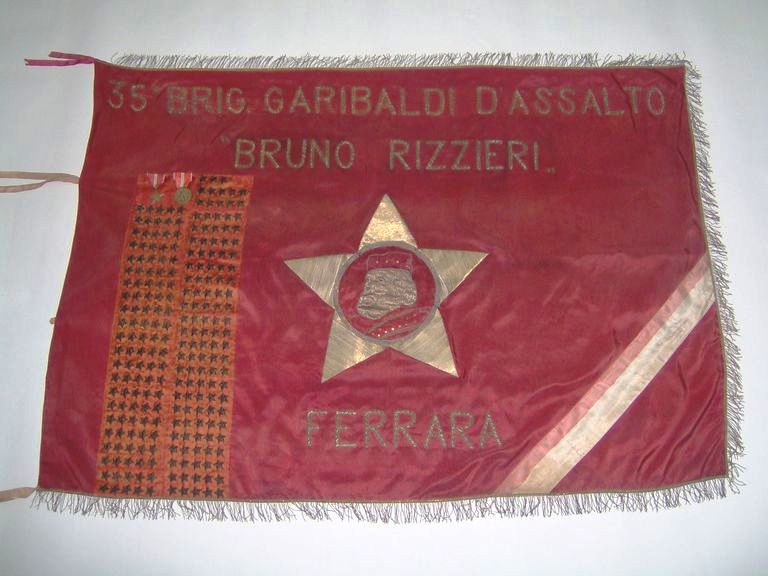 35ª BRIG. GARIBALDI D'ASSALTO
"BRUNO RIZZIERI"
FERRARA